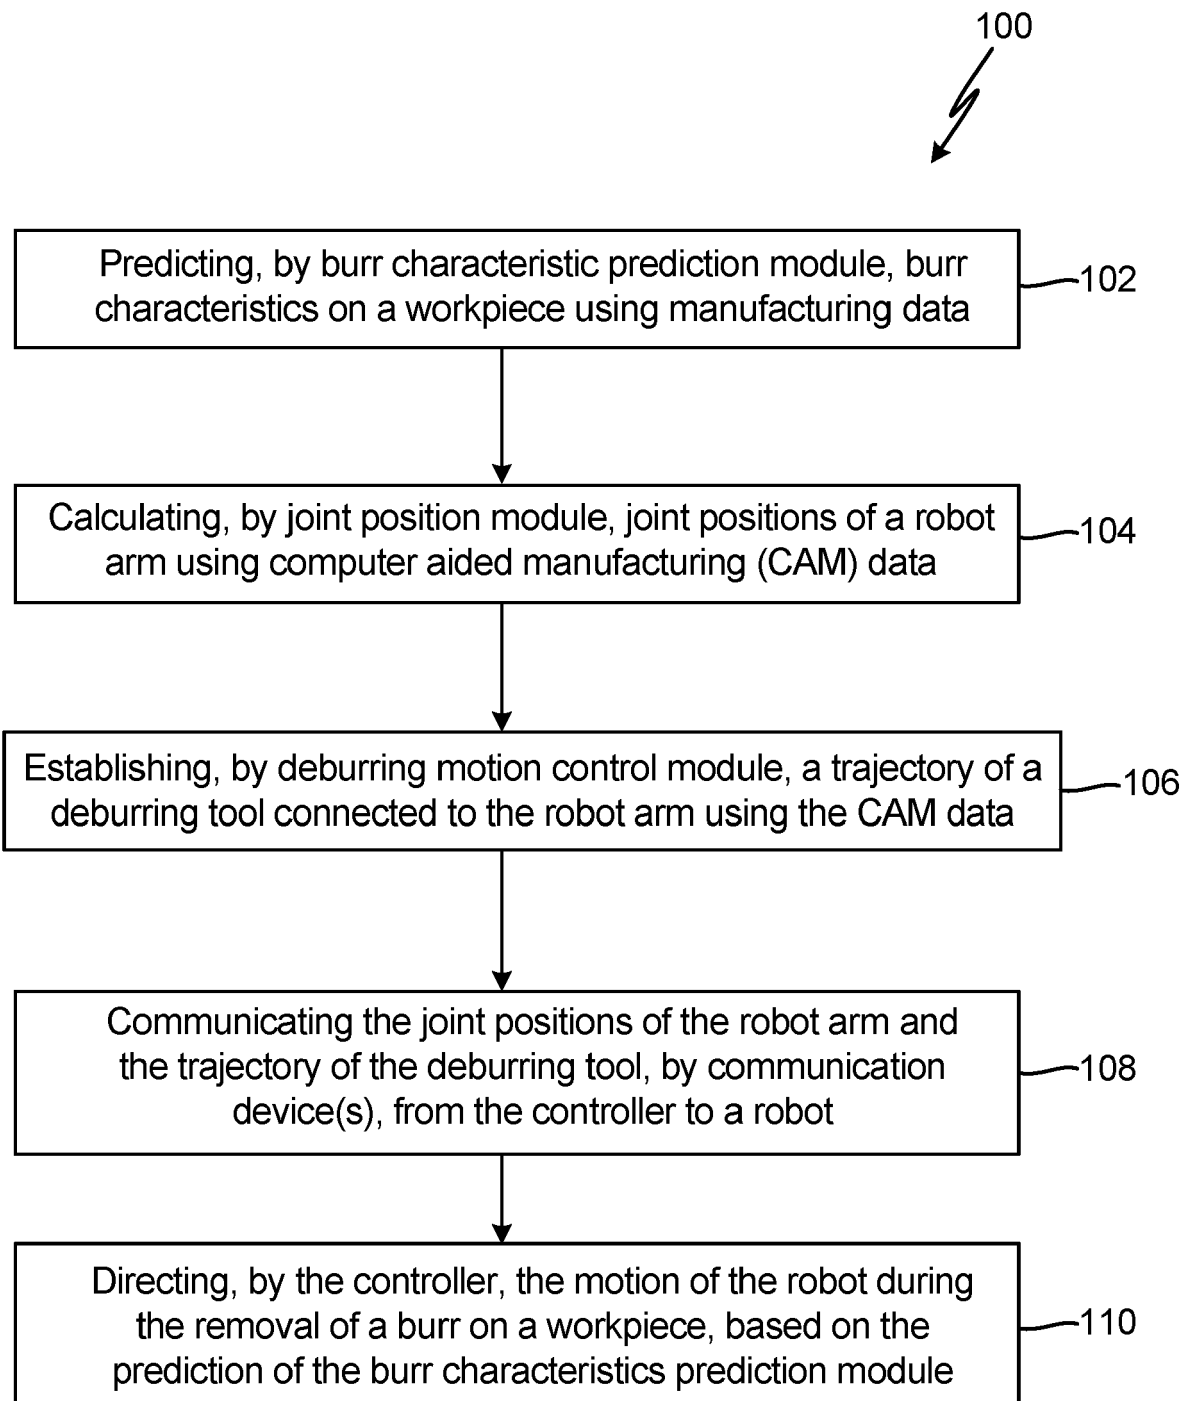 100
Predicting, by burr characteristic prediction module, burr
characteristics on a workpiece using manufacturing data
102
Calculating, by joint position module, joint positions of a robot
arm using computer aided manufacturing (CAM) data
104
Establishing, by deburring motion control module, a trajectory of a
deburring tool connected to the robot arm using the CAM data
106
Communicating the joint positions of the robot arm and
the trajectory of the deburring tool, by communication
device(s), from the controller to a robot
108
Directing, by the controller, the motion of the robot during
the removal of a burr on a workpiece, based on the
prediction of the burr characteristics prediction module
110